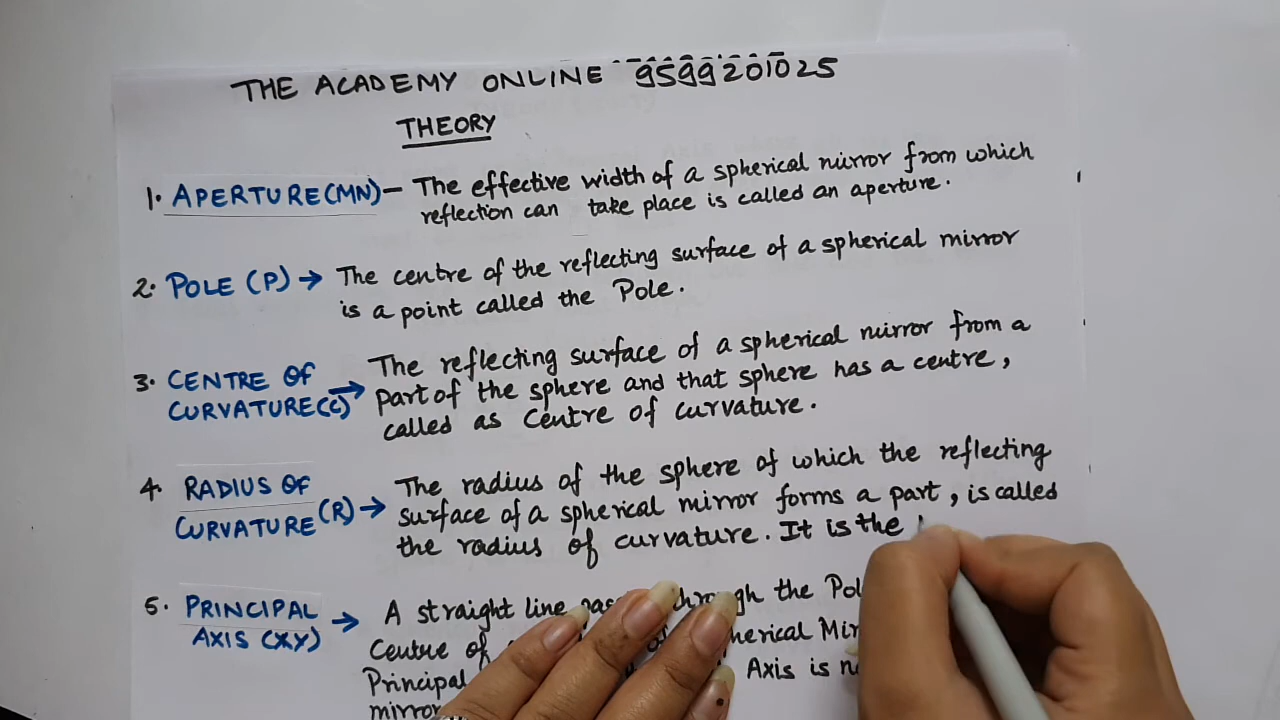 THE ACADEMY ONLINE 9599201025
THEORY
1. APERTURE(MN) – The effective width of a spherical mirror from which
reflection can take place is called an aperture.
2. POLE (P) → The centre of the reflecting surface of a spherical mirror
is a point called the Pole.
3. CENTRE OF CURVATURE(C) → The reflecting surface of a spherical mirror from a
part of the sphere and that sphere has a centre,
called as Centre of curvature.
4. RADIUS OF CURVATURE (R) → The radius of the sphere of which the reflecting
surface of a spherical mirror forms a part, is called
the radius of curvature. It is the
5. PRINCIPAL AXIS (XY) → A straight line through the
Centre of
Principal Axis is
mirror